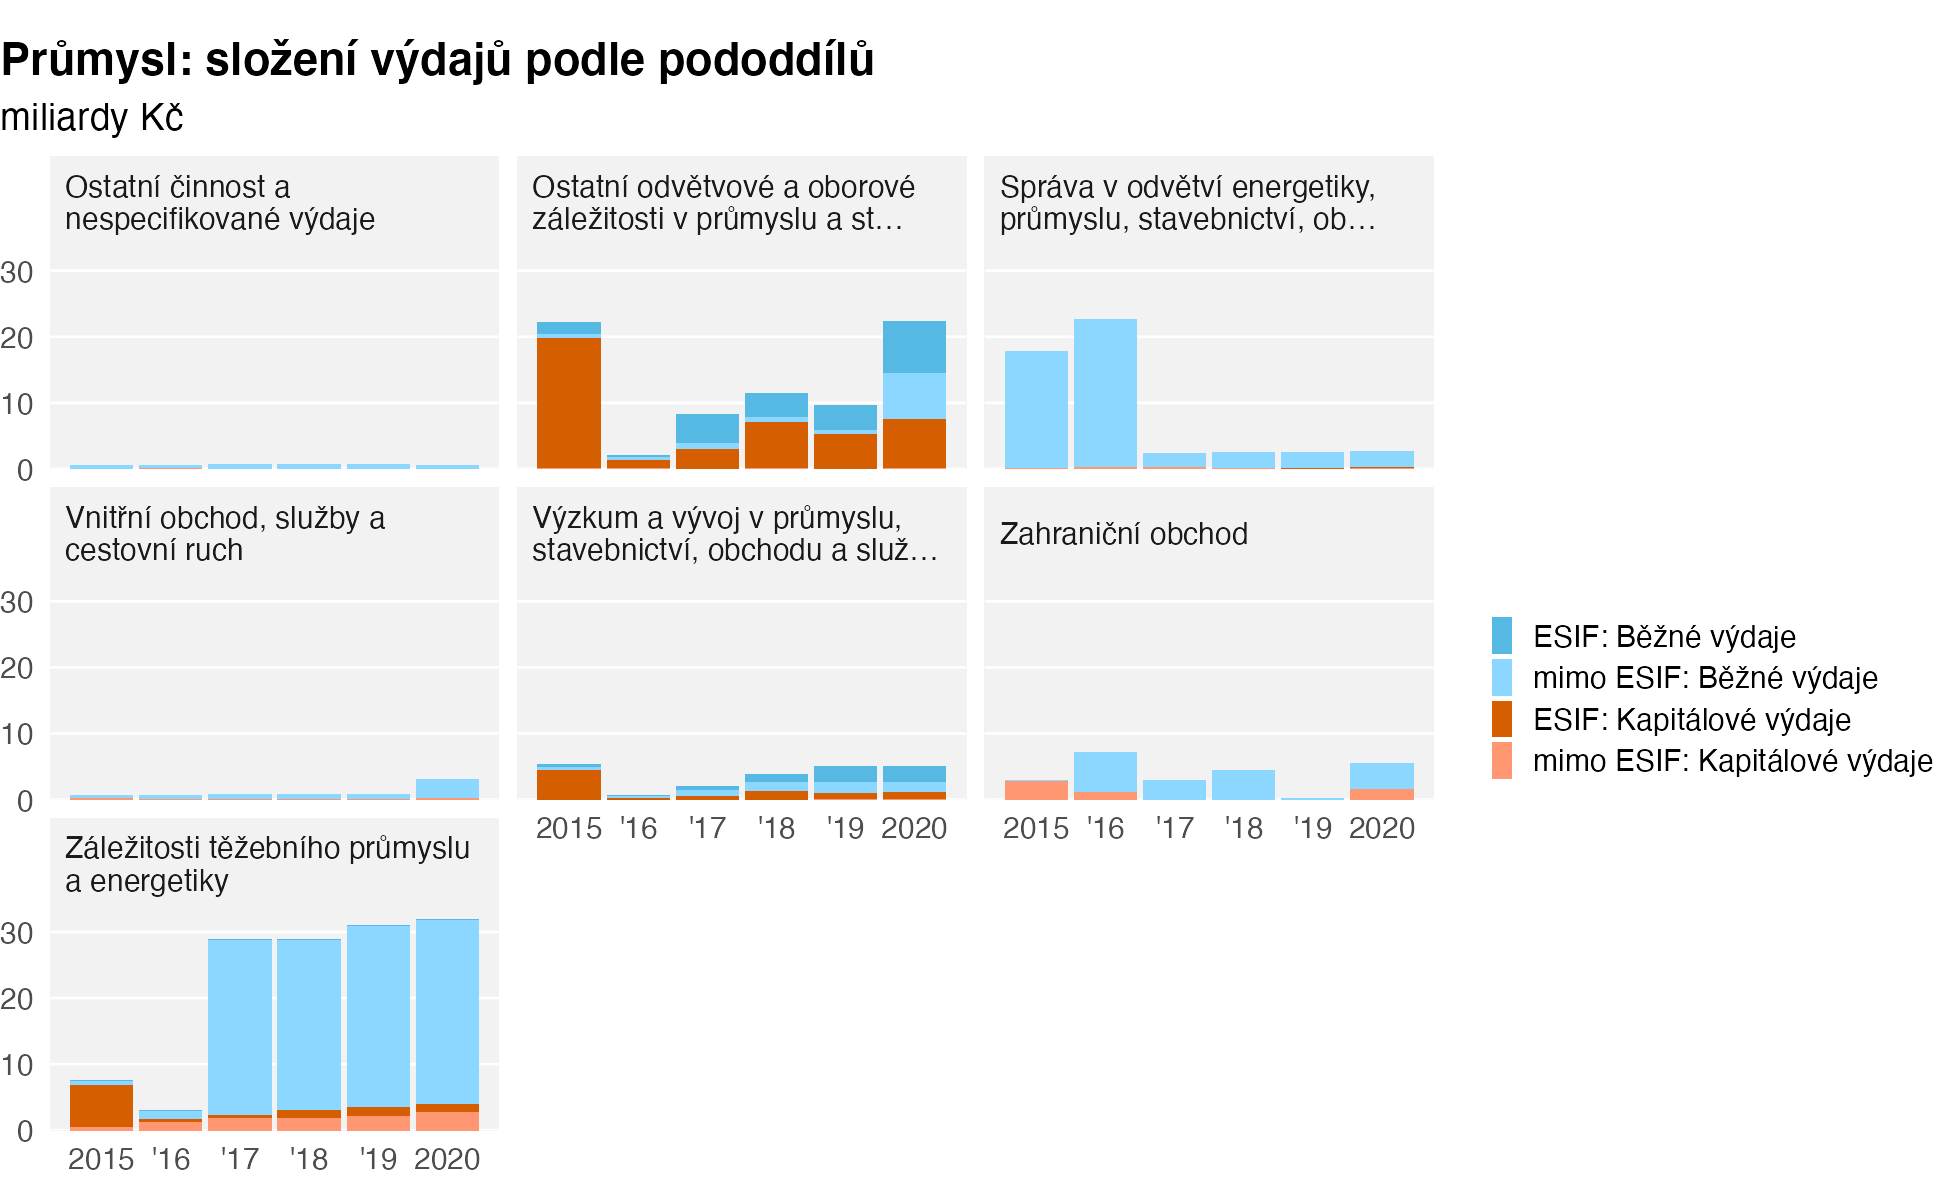 Průmysl: složení výdajů podle pododdílů
miliardy Kč
Ostatní činnost a
nespecifikované výdaje
Ostatní odvětvové a oborové
záležitosti v průmyslu a st…
Správa v odvětví energetiky,
průmyslu, stavebnictví, ob…
30
20
10
0
Vnitřní obchod, služby a
cestovní ruch
Výzkum a vývoj v průmyslu,
stavebnictví, obchodu a služ…
Zahraniční obchod
30
20
10
0
2015 '16 '17 '18 '19 2020
2015 '16 '17 '18 '19 2020
Záležitosti těžebního průmyslu
a energetiky
30
20
10
0
2015 '16 '17 '18 '19 2020
ESIF: Běžné výdaje
mimo ESIF: Běžné výdaje
ESIF: Kapitálové výdaje
mimo ESIF: Kapitálové výdaje